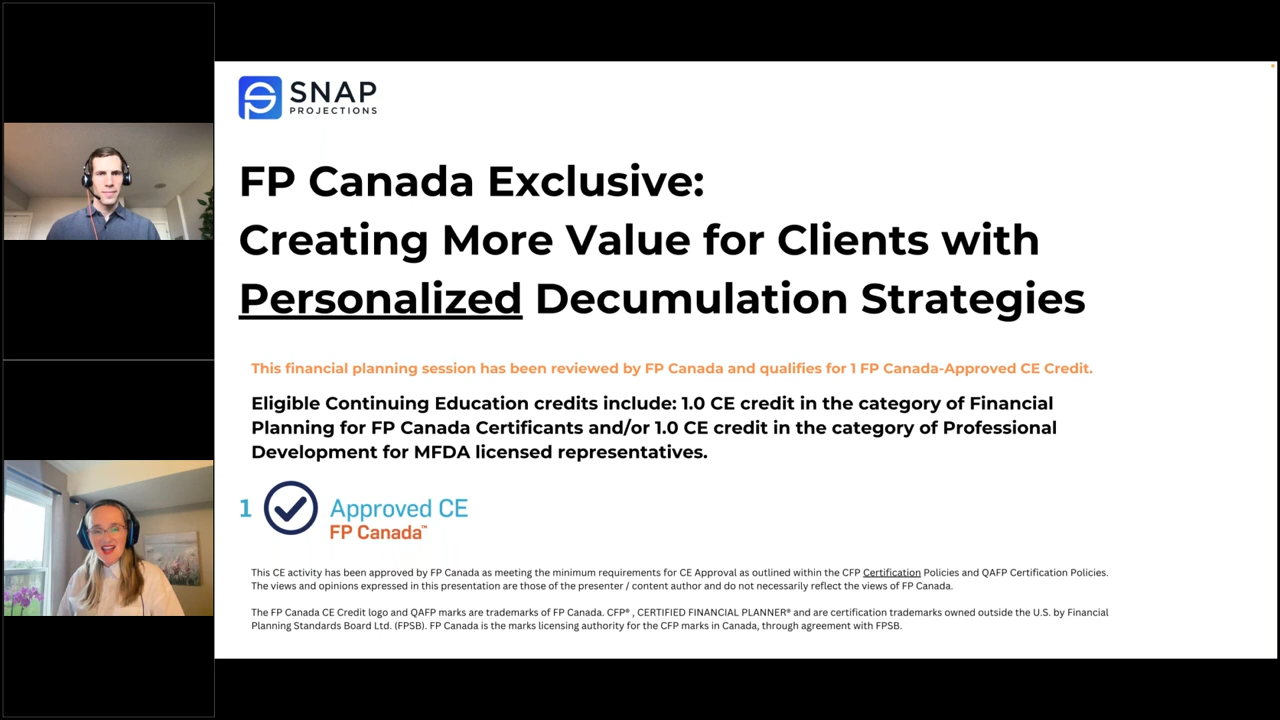 SNAP
PROJECTIONS
FP Canada Exclusive:
Creating More Value for Clients with
Personalized Decumulation Strategies
This financial planning session has been reviewed by FP Canada and qualifies for 1 FP Canada-Approved CE Credit.
Eligible Continuing Education credits include: 1.0 CE credit in the category of Financial
Planning for FP Canada Certificants and/or 1.0 CE credit in the category of Professional
Development for MFDA licensed representatives.
1 Approved CE
FP Canada™
This CE activity has been approved by FP Canada as meeting the minimum requirements for CE Approval as outlined within the CFP Certification Policies and QAFP Certification Policies.
The views and opinions expressed in this presentation are those of the presenter / content author and do not necessarily reflect the views of FP Canada.
The FP Canada CE Credit logo and QAFP marks are trademarks of FP Canada. CFP® , CERTIFIED FINANCIAL PLANNER® and are certification trademarks owned outside the U.S. by Financial
Planning Standards Board Ltd. (FPSB). FP Canada is the marks licensing authority for the CFP marks in Canada, through agreement with FPSB.